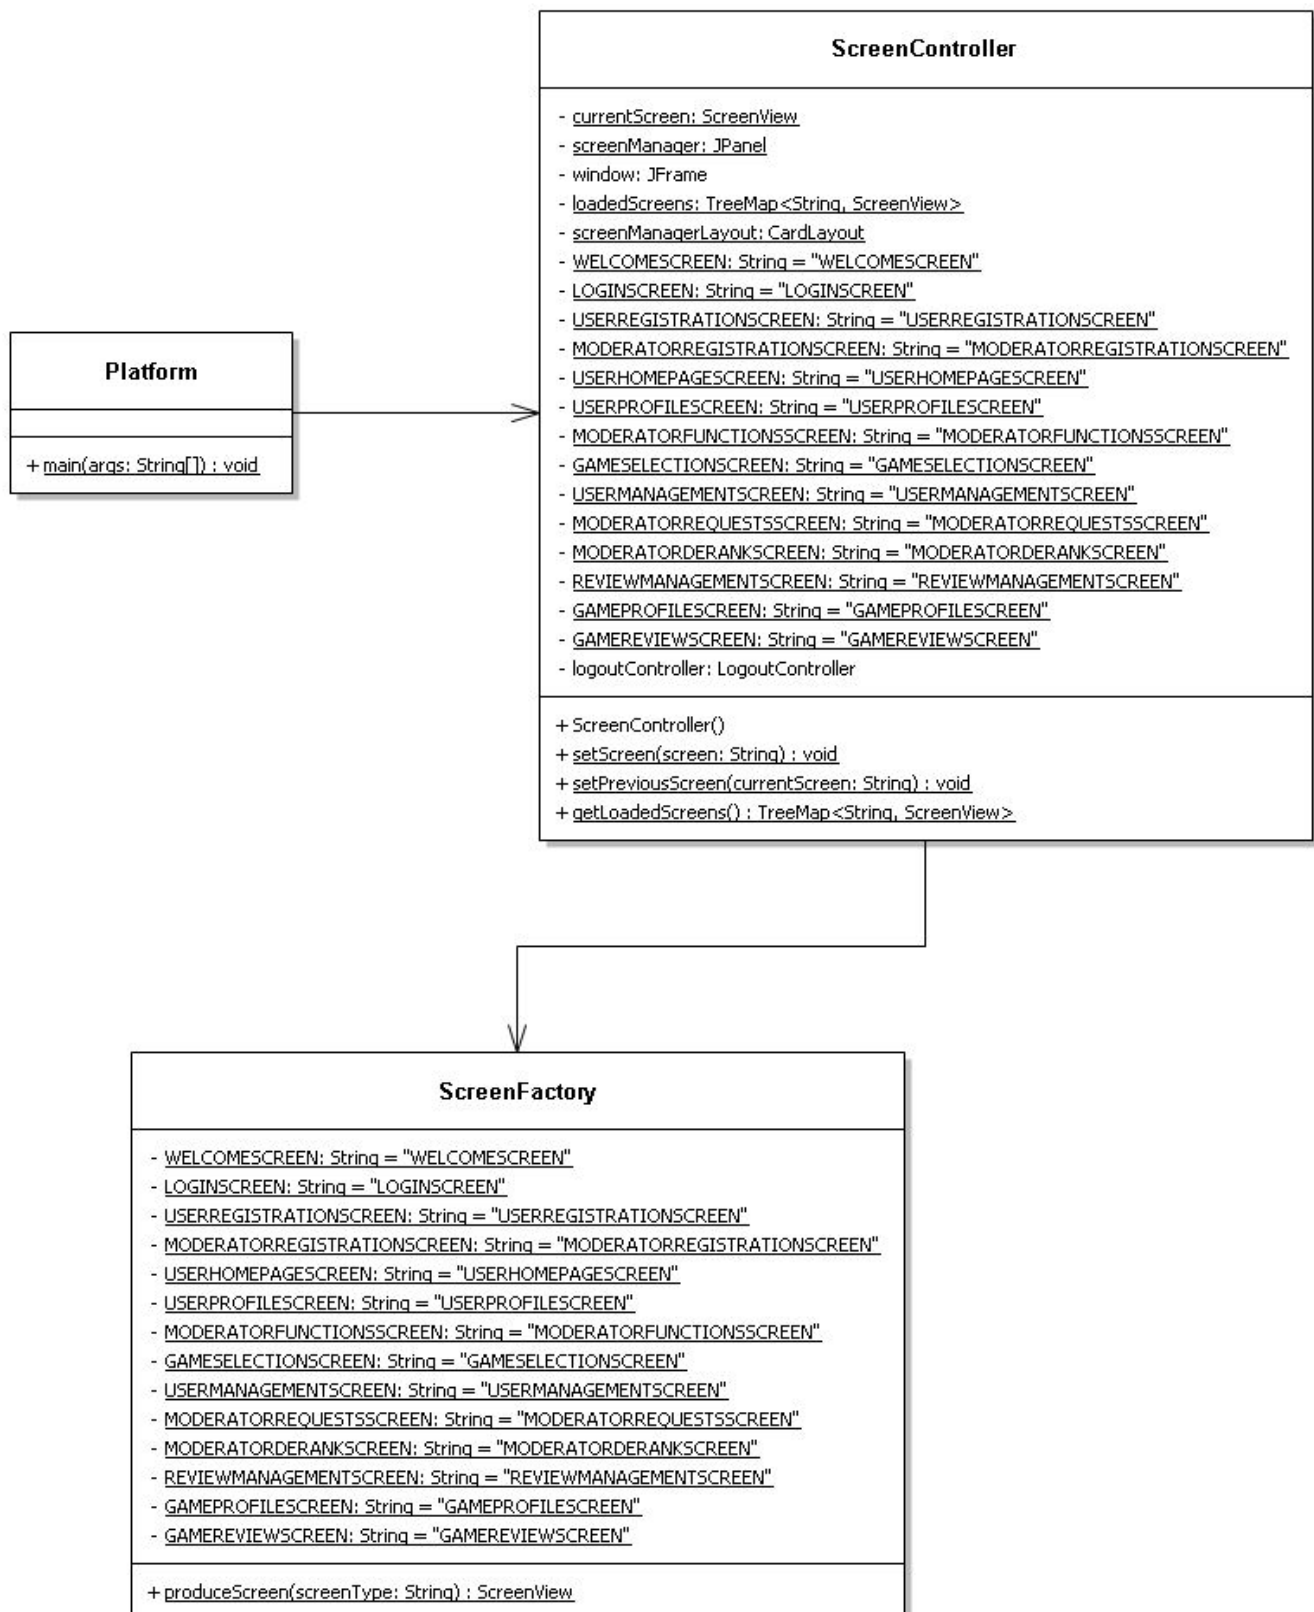 ScreenController
- currentScreen: ScreenView
- screenManager: JPanel
- window: JFrame
- loadedScreens: TreeMap<String, ScreenView>
- screenManagerLayout: CardLayout
- WELCOMESCREEN: String = "WELCOMESCREEN"
- LOGINSCREEN: String = "LOGINSCREEN"
- USERREGISTRATIONSCREEN: String = "USERREGISTRATIONSCREEN"
- MODERATORREGISTRATIONSCREEN: String = "MODERATORREGISTRATIONSCREEN"
- USERHOMEPAGESCREEN: String = "USERHOMEPAGESCREEN"
- USERPROFILESCREEN: String = "USERPROFILESCREEN"
- MODERATORFUNCTIONSSCREEN: String = "MODERATORFUNCTIONSSCREEN"
- GAMESELECTIONSCREEN: String = "GAMESELECTIONSCREEN"
- USERMANAGEMENTSCREEN: String = "USERMANAGEMENTSCREEN"
- MODERATORREQUESTSSCREEN: String = "MODERATORREQUESTSSCREEN"
- MODERATORDERANKSCREEN: String = "MODERATORDERANKSCREEN"
- REVIEWMANAGEMENTSCREEN: String = "REVIEWMANAGEMENTSCREEN"
- GAMEPROFILESCREEN: String = "GAMEPROFILESCREEN"
- GAMEREVIEWSCREEN: String = "GAMEREVIEWSCREEN"
- logoutController: LogoutController
+ ScreenController()
+ setScreen(screen: String) : void
+ setPreviousScreen(currentScreen: String) : void
+ getLoadedScreens() : TreeMap<String, ScreenView>
Platform
+ main(args: String[]) : void
ScreenFactory
- WELCOMESCREEN: String = "WELCOMESCREEN"
- LOGINSCREEN: String = "LOGINSCREEN"
- USERREGISTRATIONSCREEN: String = "USERREGISTRATIONSCREEN"
- MODERATORREGISTRATIONSCREEN: String = "MODERATORREGISTRATIONSCREEN"
- USERHOMEPAGESCREEN: String = "USERHOMEPAGESCREEN"
- USERPROFILESCREEN: String = "USERPROFILESCREEN"
- MODERATORFUNCTIONSSCREEN: String = "MODERATORFUNCTIONSSCREEN"
- GAMESELECTIONSCREEN: String = "GAMESELECTIONSCREEN"
- USERMANAGEMENTSCREEN: String = "USERMANAGEMENTSCREEN"
- MODERATORREQUESTSSCREEN: String = "MODERATORREQUESTSSCREEN"
- MODERATORDERANKSCREEN: String = "MODERATORDERANKSCREEN"
- REVIEWMANAGEMENTSCREEN: String = "REVIEWMANAGEMENTSCREEN"
- GAMEPROFILESCREEN: String = "GAMEPROFILESCREEN"
- GAMEREVIEWSCREEN: String = "GAMEREVIEWSCREEN"
+ produceScreen(screenType: String) : ScreenView